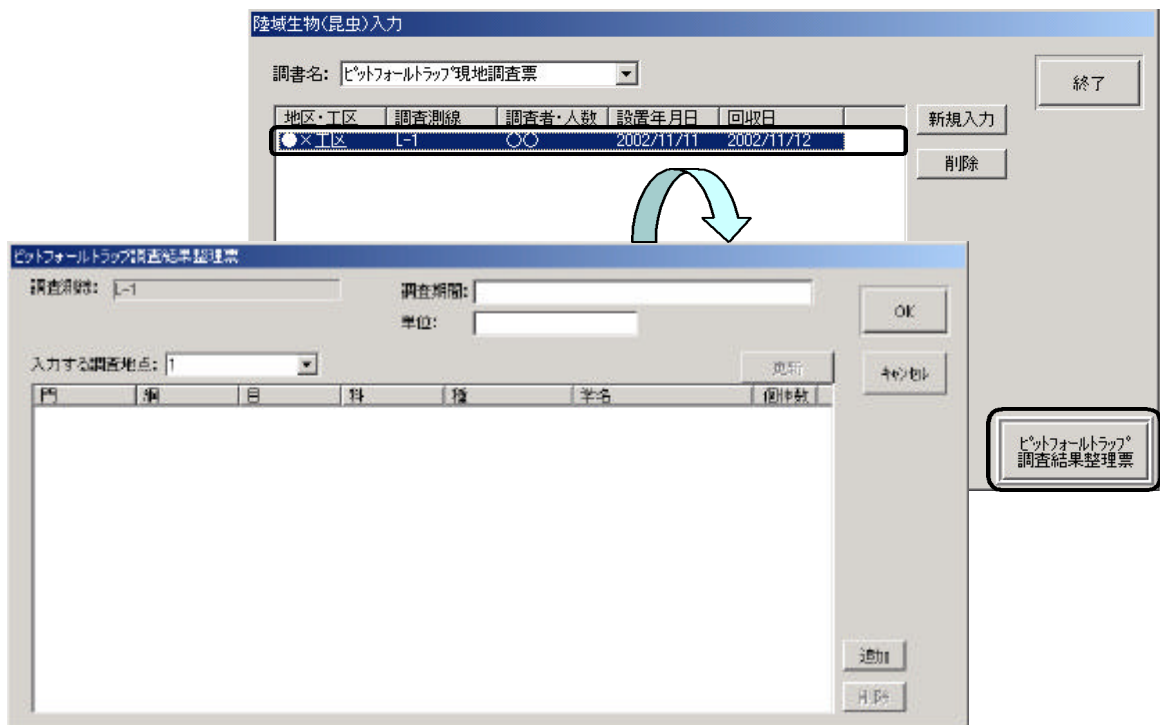 陸域生物(昆虫)入力
調書名: ﾋﾟｯﾄﾌｫｰﾙﾄﾗｯﾌﾟ現地調査票
終了
地区・工区 調査測線 調査者・人数 設置年月日 回収日
●×工区 L-1 〇〇 2002/11/11 2002/11/12
新規入力
削除
ピットフォールトラップ調査結果整理票
調査測線: L-1
調査期間:
単位:
OK
キャンセル
入力する調査地点: 1
更新
門 綱 目 科 種 学名 個体数
ﾋﾟｯﾄﾌｫｰﾙﾄﾗｯﾌﾟ
調査結果整理票
追加
削除